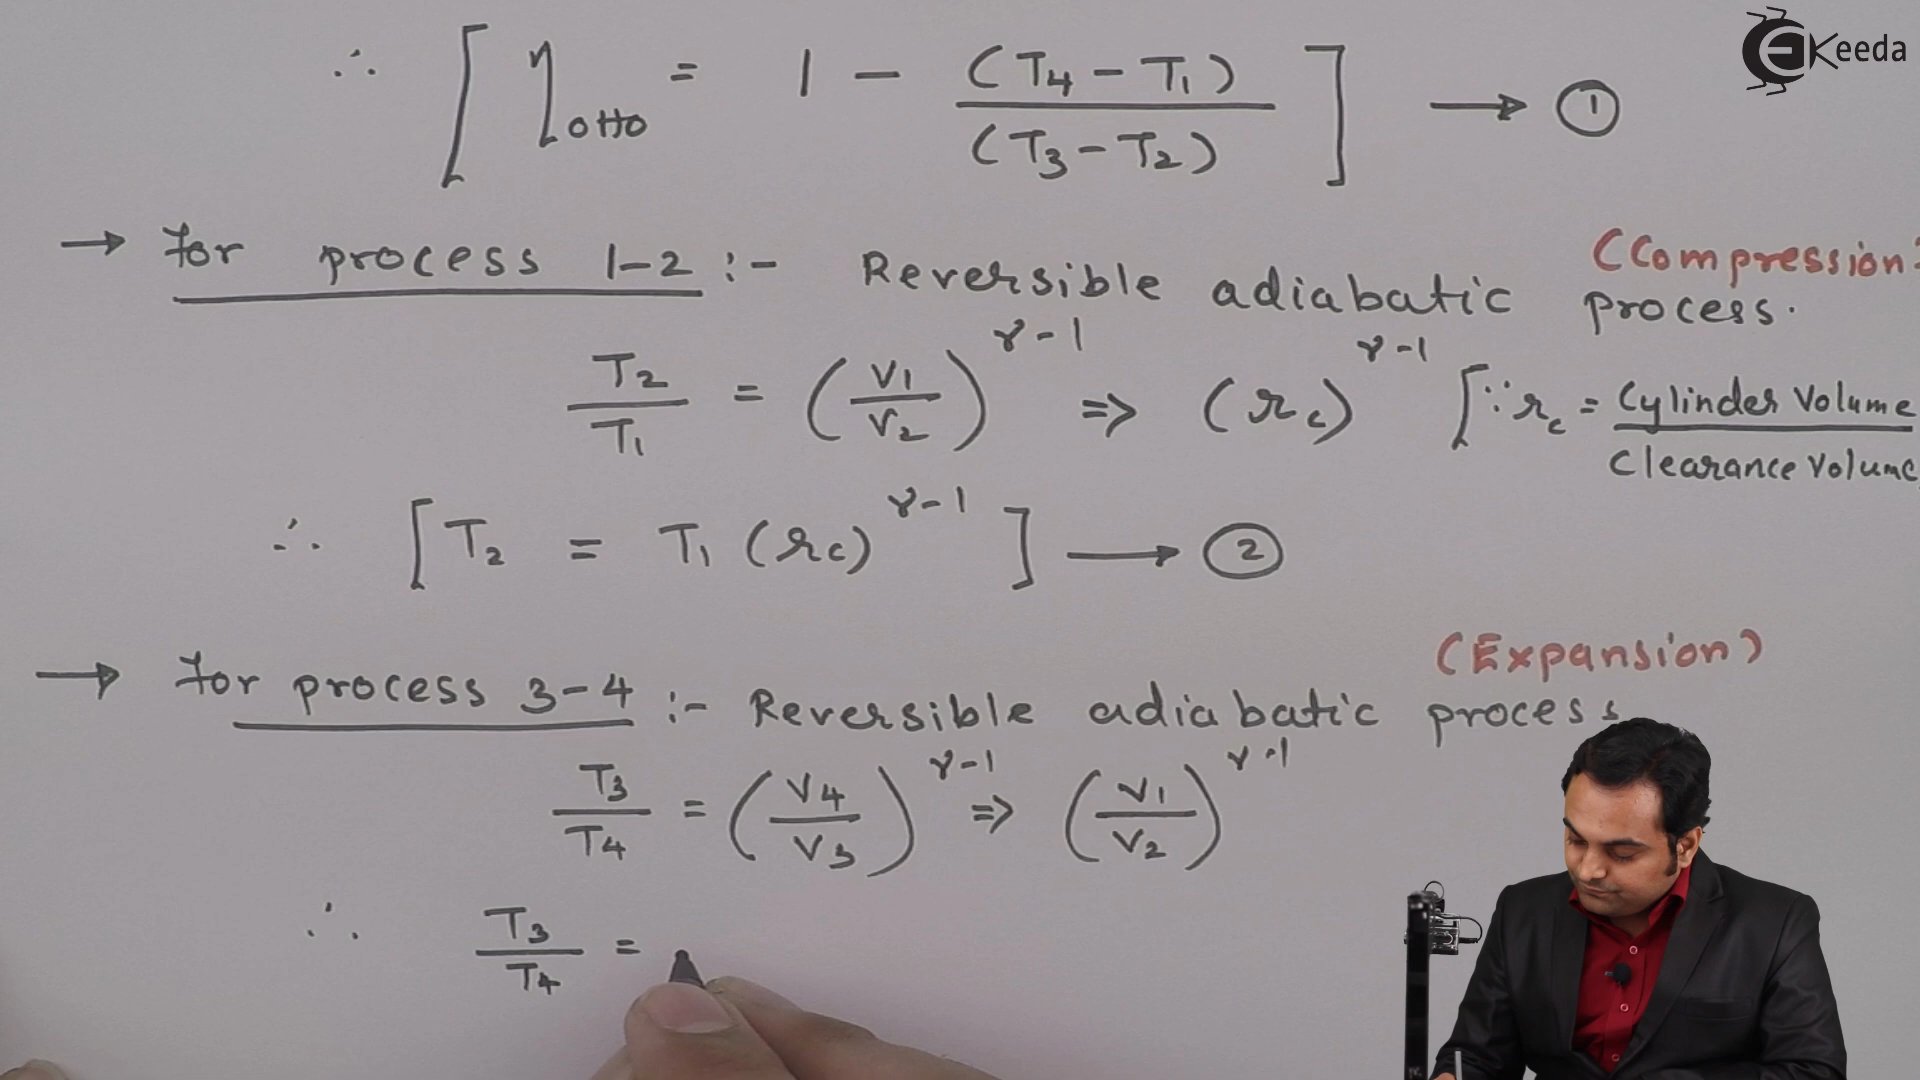 ∴ [ η_otto = 1 - (T4 - T1) / (T3 - T2) ] → ①
EKeeda
→ for process 1-2 :- Reversible adiabatic process. (Compression)
T2 / T1 = (V1 / V2)^γ-1 ⇒ (rc)^γ-1 [∵ rc = Cylinder Volume / Clearance Volume
∴ [ T2 = T1 (rc)^γ-1 ] → ②
→ for process 3-4 :- Reversible adiabatic process (Expansion)
T3 / T4 = (V4 / V3)^γ-1 ⇒ (V1 / V2)^γ-1
∴ T3 / T4 =